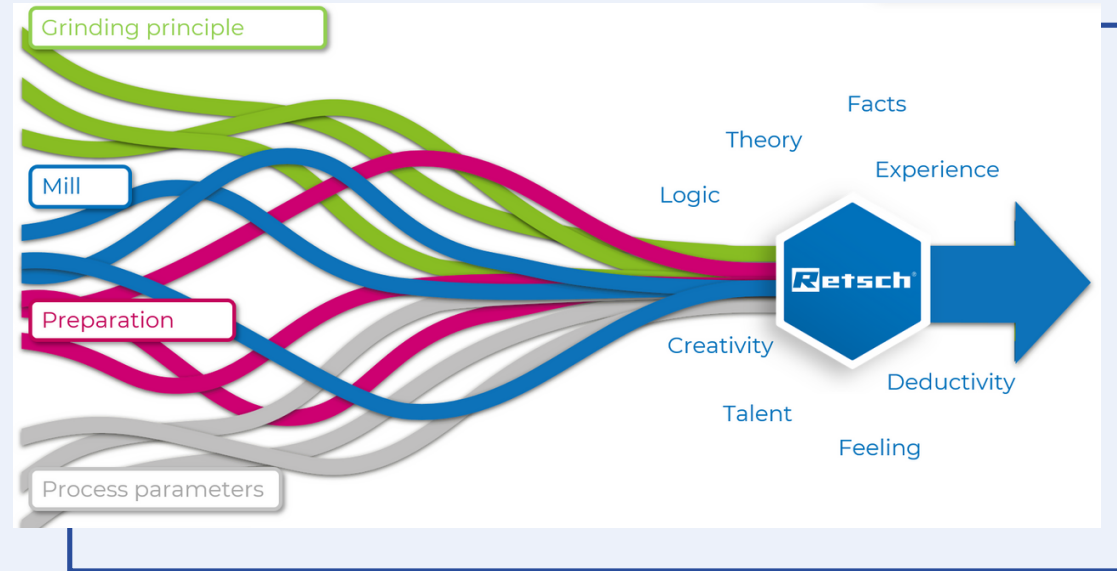 Grinding principle
Facts
Theory
Experience
Mill
Logic
Retsch®
Preparation
Creativity
Deductivity
Talent
Feeling
Process parameters